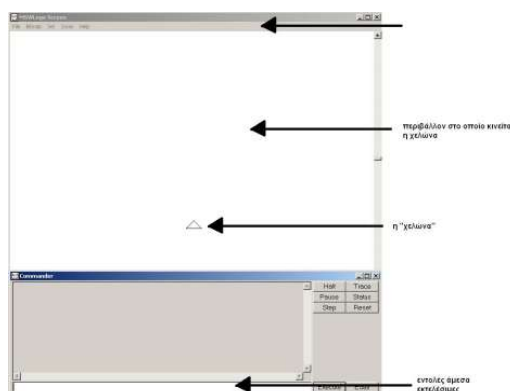 MSWLogo Screen
File Bitmap Set Zoom Help
περιβάλλον στο οποίο κινείτα
η χελώνα
η "χελώνα"
Commander
Halt Trace
Pause Status
Step Reset
Execute Edall
εντολές άμεσα
εκτελέσιμες